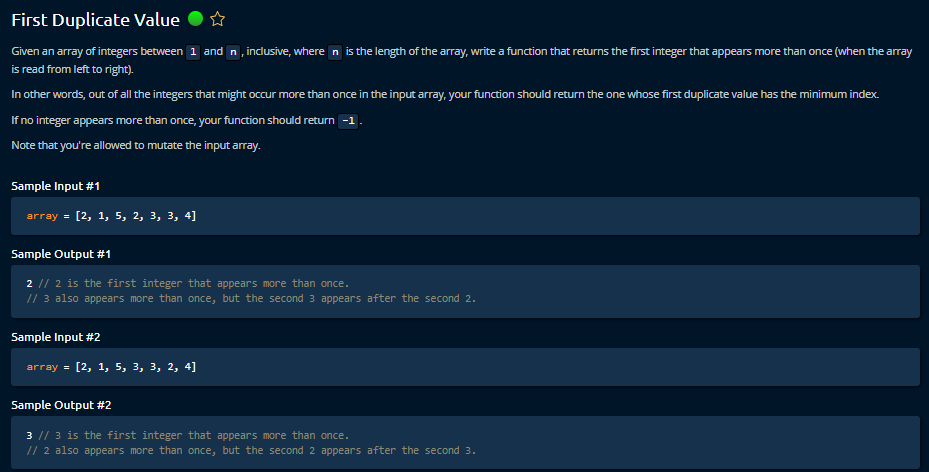 First Duplicate Value
Given an array of integers between 1 and n, inclusive, where n is the length of the array, write a function that returns the first integer that appears more than once (when the array
is read from left to right).
In other words, out of all the integers that might occur more than once in the input array, your function should return the one whose first duplicate value has the minimum index.
If no integer appears more than once, your function should return -1.
Note that you're allowed to mutate the input array.
Sample Input #1
array = [2, 1, 5, 2, 3, 3, 4]
Sample Output #1
2 // 2 is the first integer that appears more than once.
// 3 also appears more than once, but the second 3 appears after the second 2.
Sample Input #2
array = [2, 1, 5, 3, 3, 2, 4]
Sample Output #2
3 // 3 is the first integer that appears more than once.
// 2 also appears more than once, but the second 2 appears after the second 3.